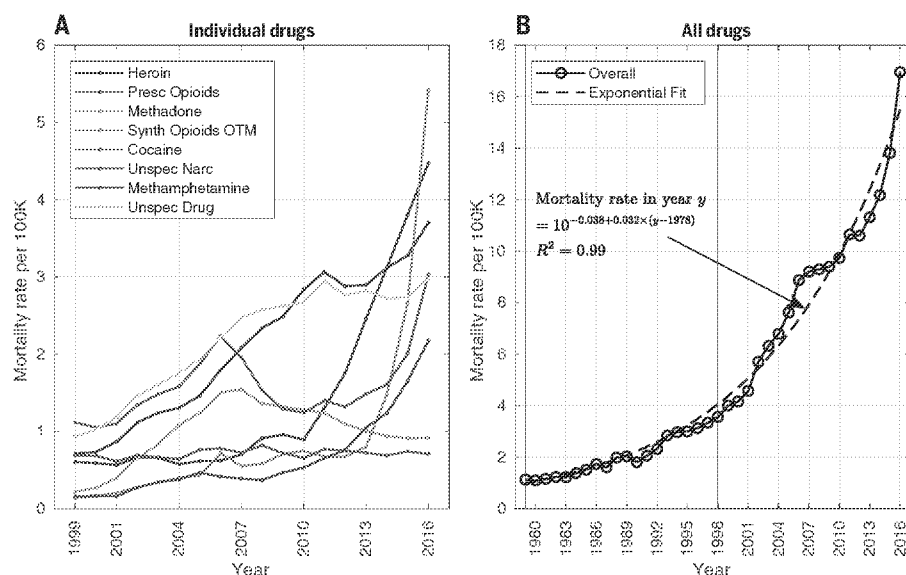 A
Individual drugs
Mortality rate per 100K
6
5
4
3
2
1
0
Heroin
Presc Opioids
Methadone
Synth Opioids OTM
Cocaine
Unspec Narc
Methamphetamine
Unspec Drug
1999 2001 2004 2007 2010 2013 2016
Year
B
All drugs
Mortality rate per 100K
18
16
14
12
10
8
6
4
2
0
Overall
Exponential Fit
Mortality rate in year y
= 10^-0.038+0.032×(y--1978)
R² = 0.99
1980 1983 1986 1989 1992 1995 1998 2001 2004 2007 2010 2013 2016
Year